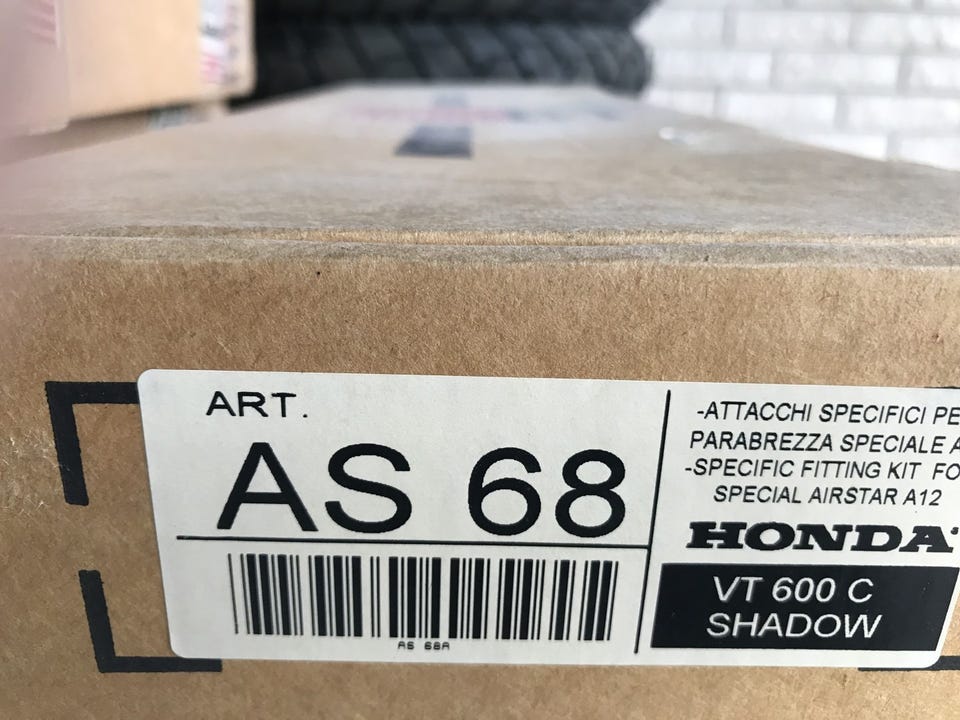 ART.
AS 68
AS 68A
-ATTACCHI SPECIFICI PE
PARABREZZA SPECIALE A
-SPECIFIC FITTING KIT FO
SPECIAL AIRSTAR A12
HONDA
VT 600 C
SHADOW